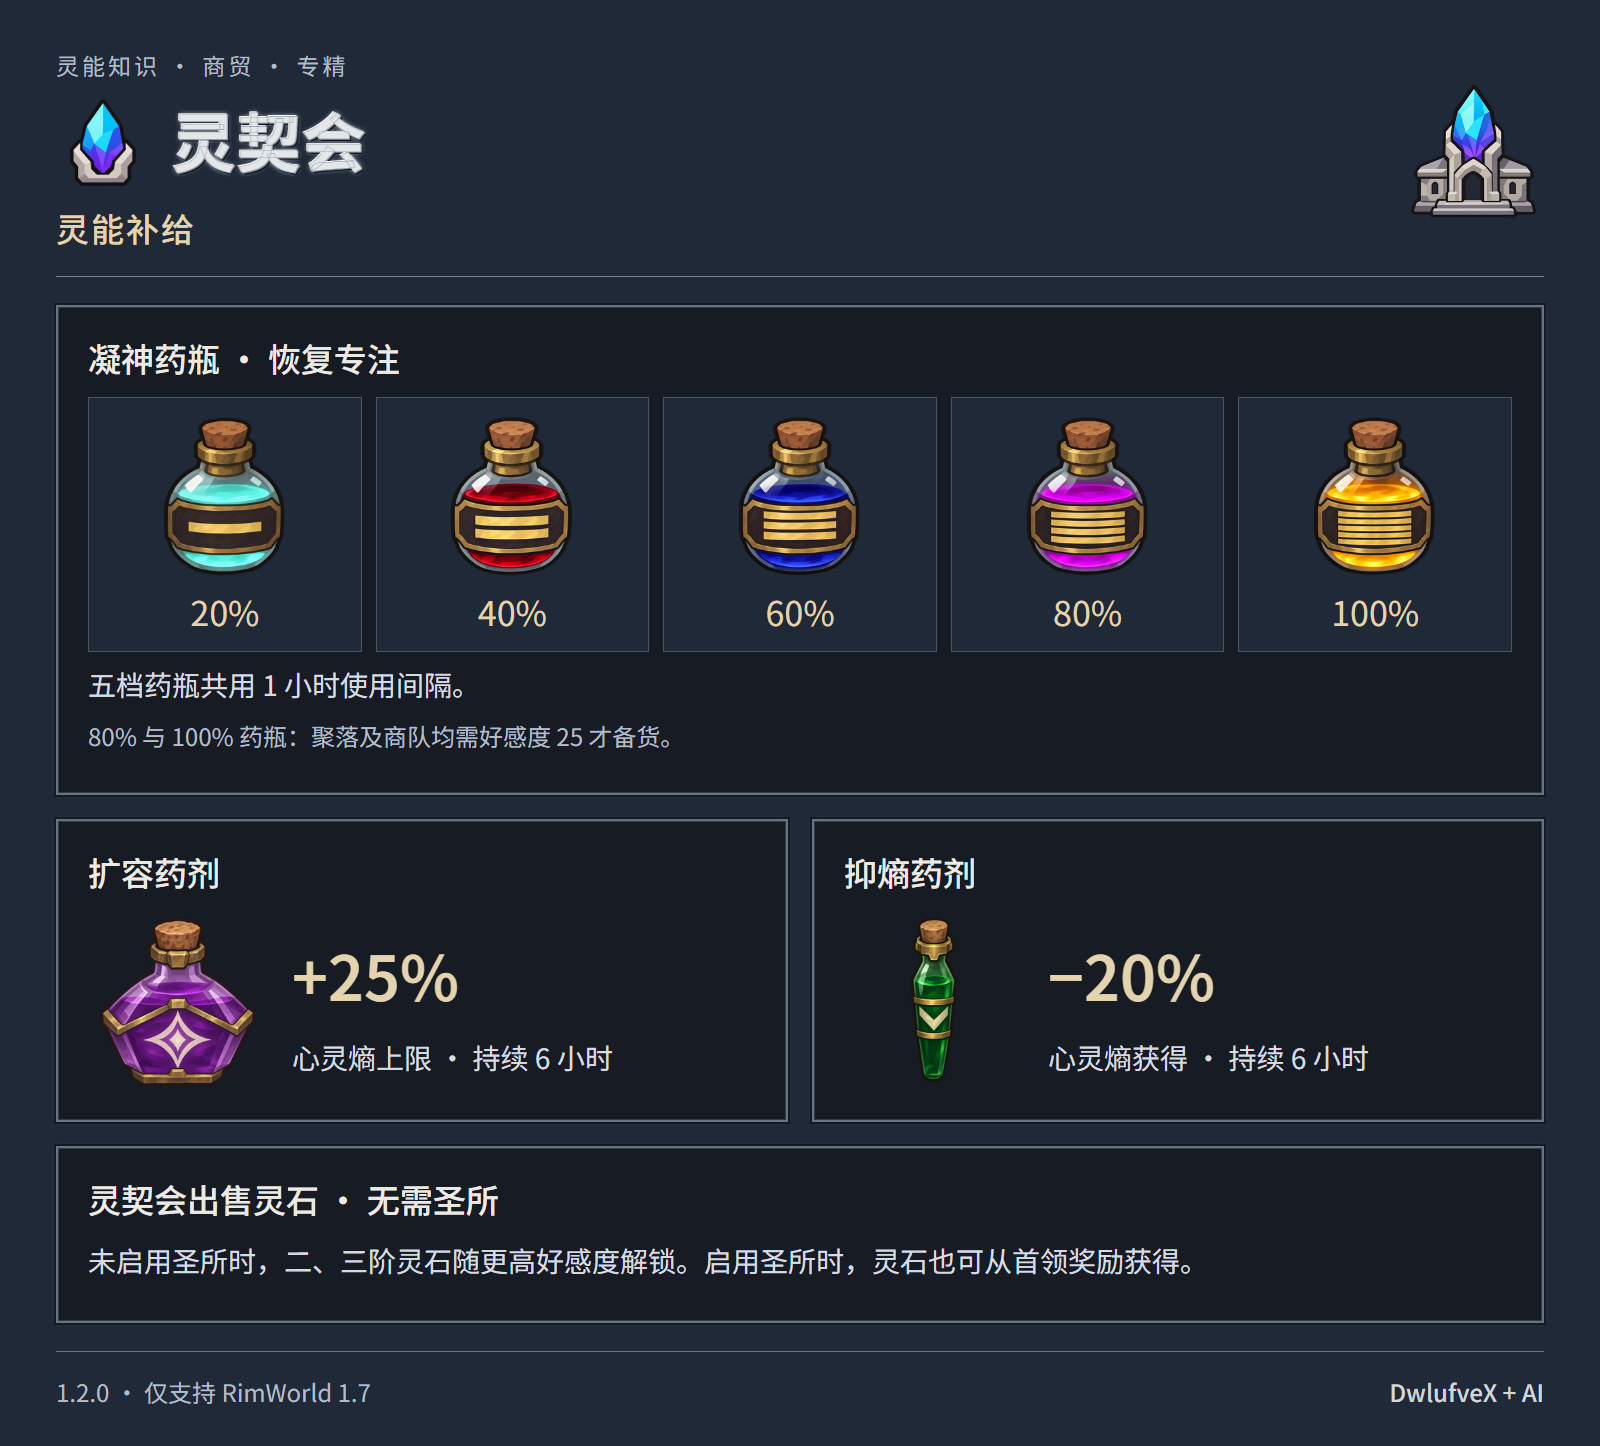 灵能知识 • 商贸 • 专精
灵契会
灵能补给
凝神药瓶 • 恢复专注
20%
40%
60%
80%
100%
五档药瓶共用 1 小时使用间隔。
80% 与 100% 药瓶：聚落及商队均需好感度 25 才备货。
扩容药剂
+25%
心灵熵上限 • 持续 6 小时
抑熵药剂
−20%
心灵熵获得 • 持续 6 小时
灵契会出售灵石 • 无需圣所
未启用圣所时，二、三阶灵石随更高好感度解锁。启用圣所时，灵石也可从首领奖励获得。
1.2.0 • 仅支持 RimWorld 1.7
DwlufveX + AI